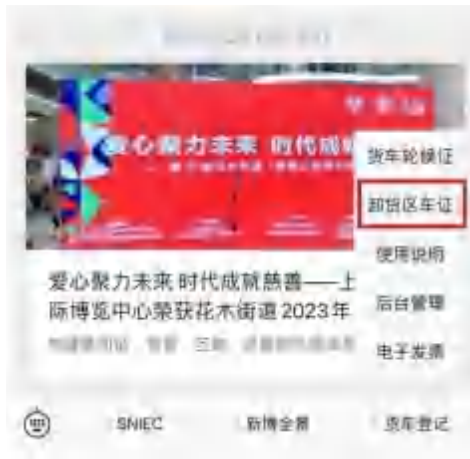 爱心聚力未来 时代成就
货车轮候证
卸货区车证
使用说明
后台管理
电子发票
爱心聚力未来 时代成就慈善——上
际博览中心荣获花木街道2023年
SNIEC
新博全景
货车登记